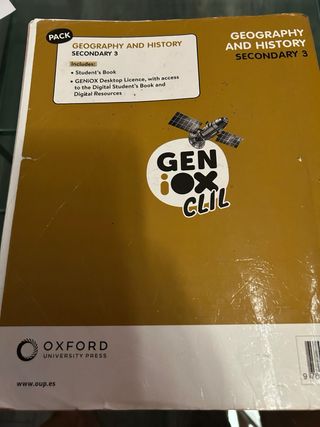 PACK
GEOGRAPHY AND HISTORY
SECONDARY 3
Includes:
• Student's Book
• GENiOX Desktop Licence, with access
to the Digital Student's Book and
Digital Resources
GEOGRAPHY
AND HISTORY
SECONDARY 3
GEN
iOX
CLIL
OXFORD
UNIVERSITY PRESS
www.oup.es